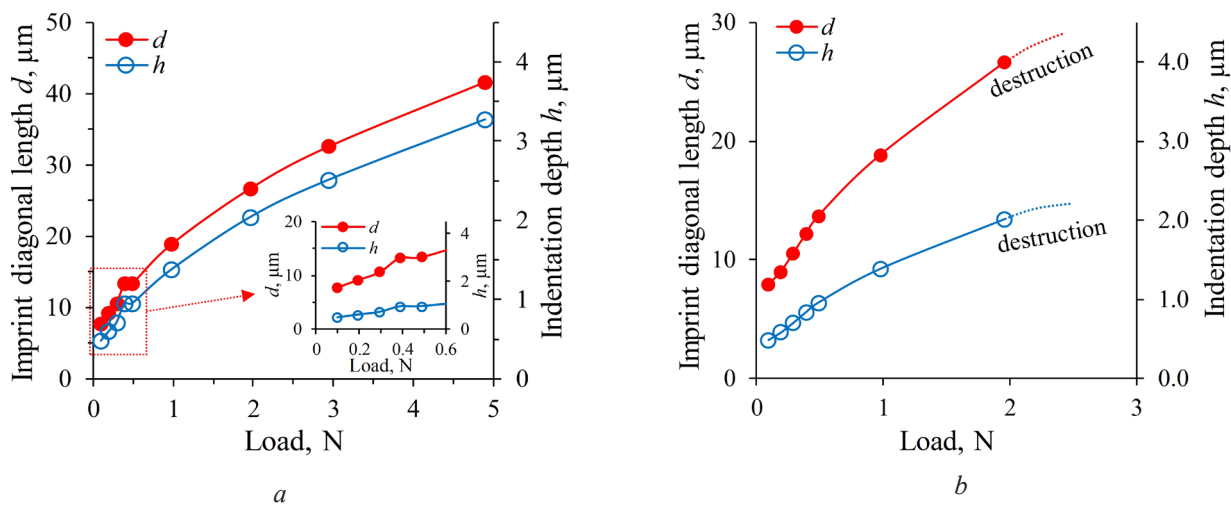 Imprint diagonal length d, µm
50
40
30
20
10
0
d
h
4
3
2
1
0
Indentation depth h, µm
0
1
2
3
4
5
Load, N
d, µm
20
10
0
d
h
4
2
0
h, µm
0
0.2
0.4
0.6
Load, N
a
Imprint diagonal length d, µm
30
20
10
0
d
h
destruction
destruction
4.0
3.0
2.0
1.0
0.0
Indentation depth h, µm
0
1
2
3
Load, N
b